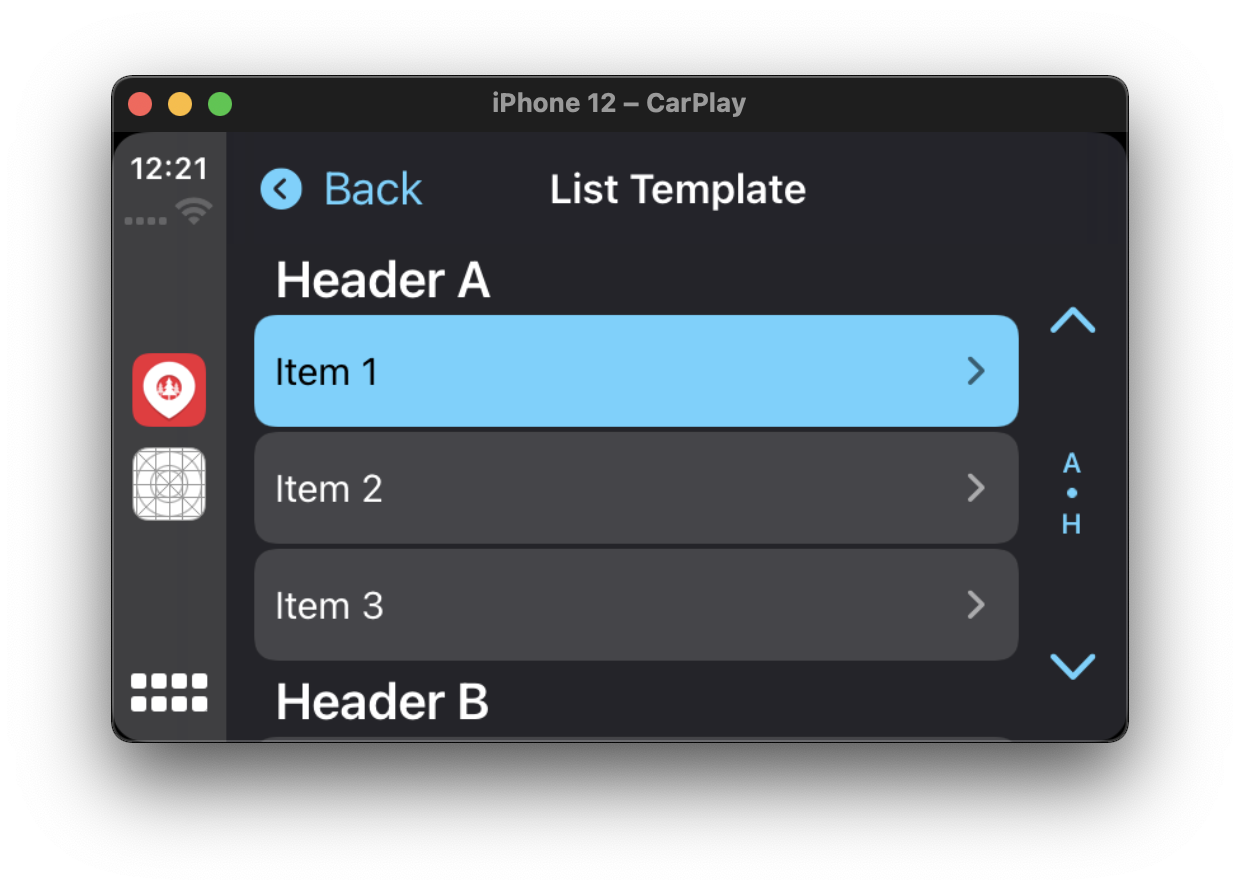 iPhone 12 – CarPlay
12:21
Back
List Template
Header A
Item 1
Item 2
Item 3
Header B
A
H